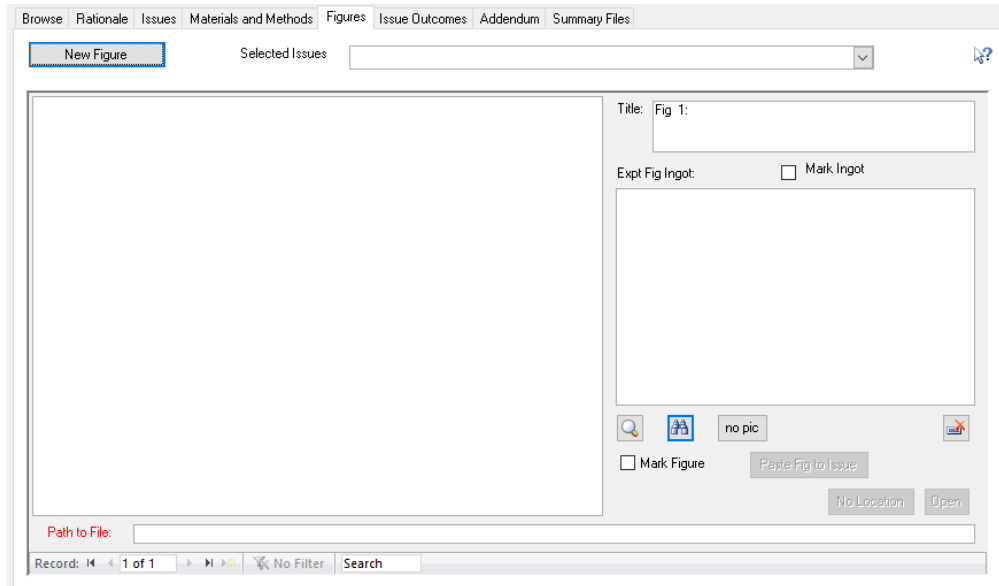 Browse Rationale Issues Materials and Methods Figures Issue Outcomes Addendum Summary Files
New Figure Selected Issues
Title: Fig 1:
Expt Fig Ingot: Mark Ingot
no pic
Mark Figure Paste Fig to Issue
No Location Open
Path to File:
Record: 1 of 1 No Filter Search